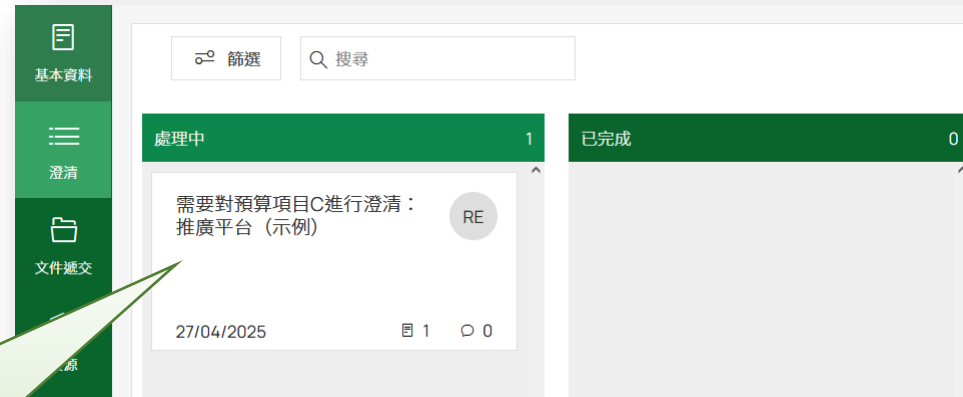 基本資料
澄清
文件遞交
源
篩選
搜尋
處理中 1
需要對預算項目C進行澄清：
推廣平台（示例）
RE
27/04/2025 1 0
已完成 0